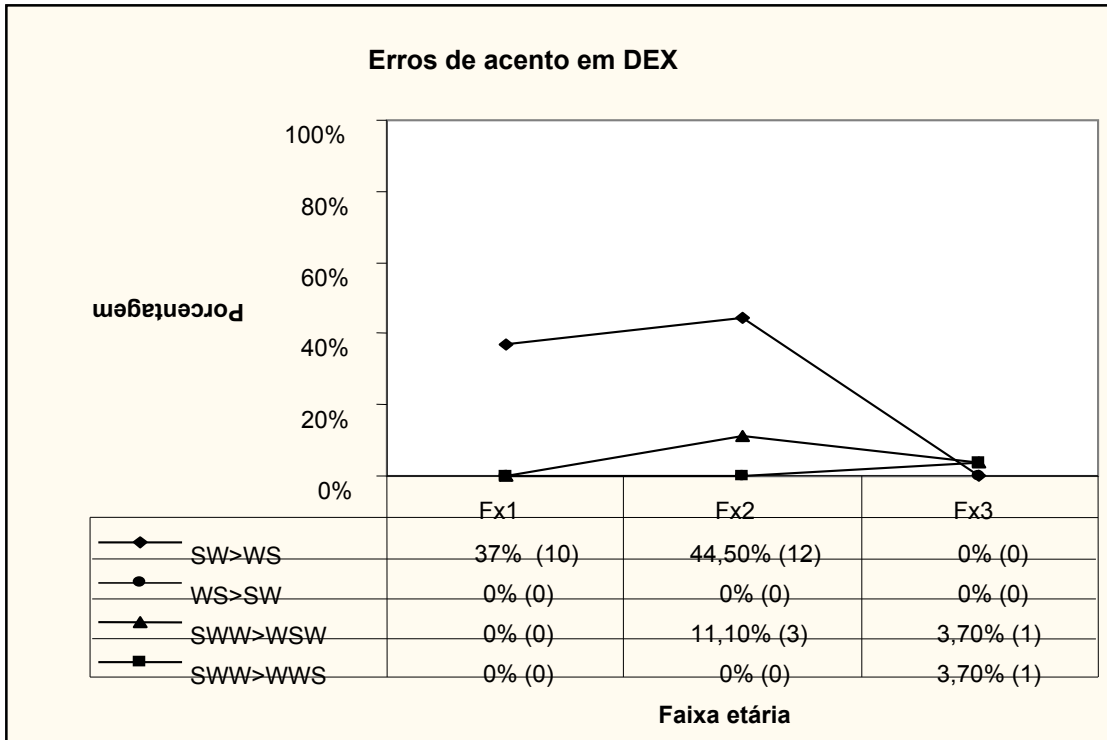 Erros de acento em DEX
100%
80%
60%
Porcentagem
40%
20%
0%
Fx1 Fx2 Fx3
SW>WS 37% (10) 44,50% (12) 0% (0)
WS>SW 0% (0) 0% (0) 0% (0)
SWW>WSW 0% (0) 11,10% (3) 3,70% (1)
SWW>WWS 0% (0) 0% (0) 3,70% (1)
Faixa etária